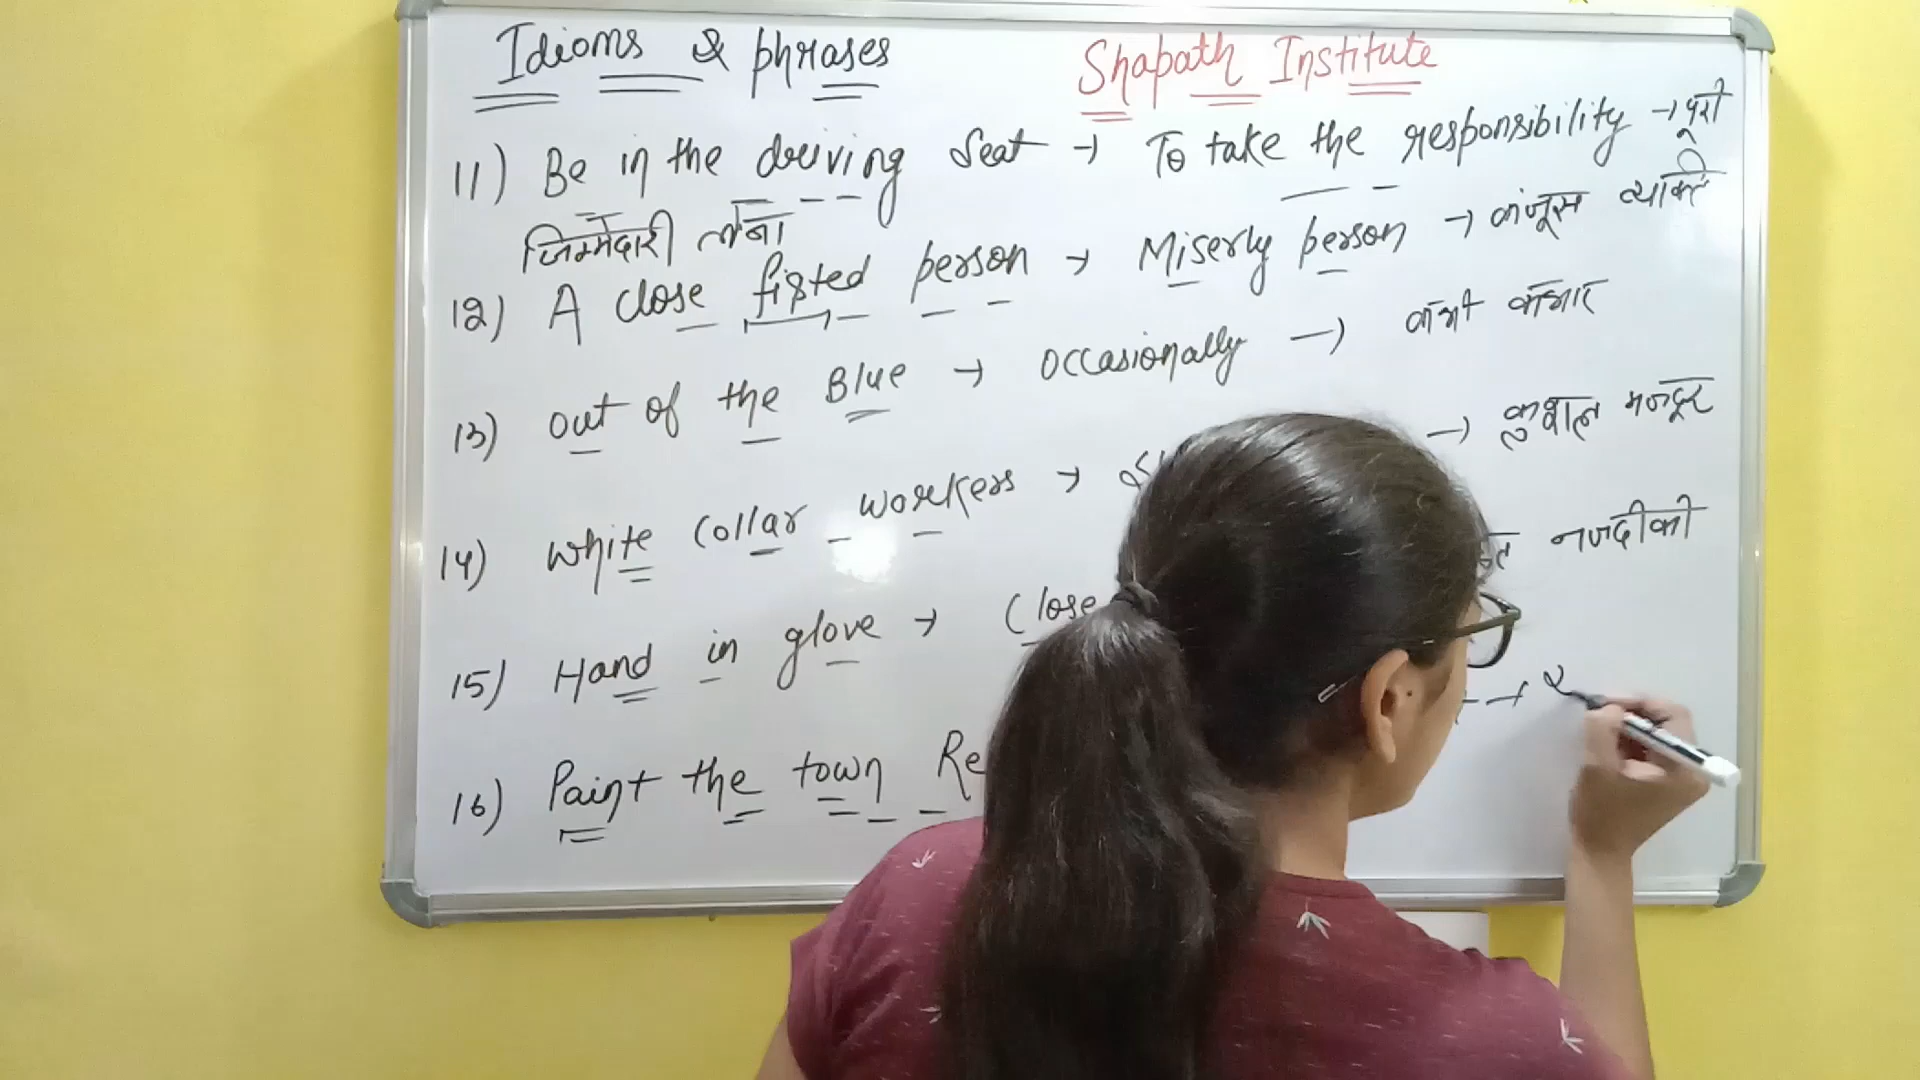 Idioms & phrases
Shapath Institute
11) Be in the driving seat → To take the responsibility → पूरी
जिम्मेदारी लेना
12) A close fisted person → Miserly person → कंजूस व्यक्ति
13) out of the Blue → Occasionally → कभी कभार
14) White collar workers → → कुशल मजदूर
15) Hand in glove → Close नजदीकी
16) Paint the town Re →